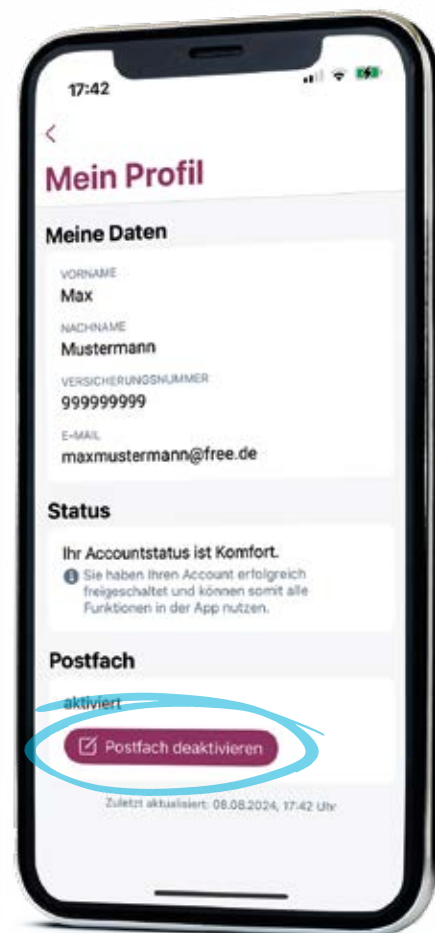 17:42
Mein Profil
Meine Daten
VORNAME
Max
NACHNAME
Mustermann
VERSICHERUNGSNUMMER
999999999
E-MAIL
maxmustermann@free.de
Status
Ihr Accountstatus ist Komfort.
Sie haben Ihren Account erfolgreich
freigeschaltet und können somit alle
Funktionen in der App nutzen.
Postfach
aktiviert
Postfach deaktivieren
Zuletzt aktualisiert: 08.08.2024, 17:42 Uhr